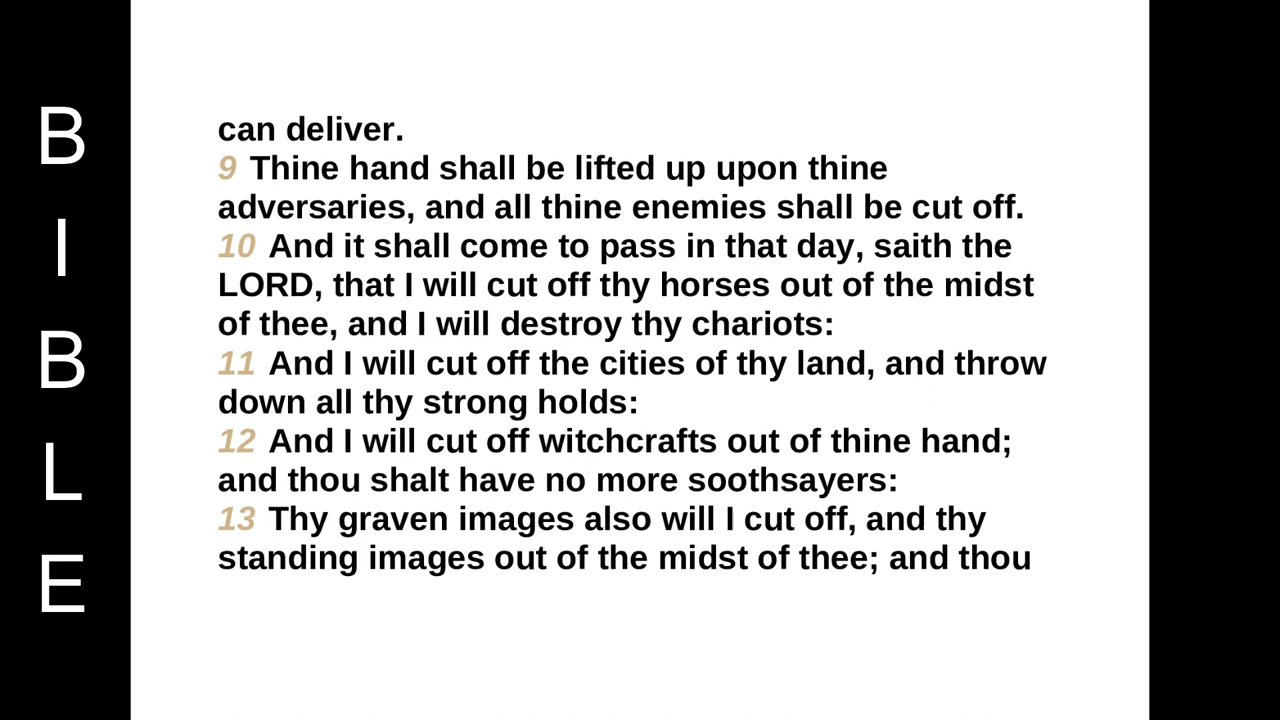 BIBLE
can deliver.
9 Thine hand shall be lifted up upon thine
adversaries, and all thine enemies shall be cut off.
10 And it shall come to pass in that day, saith the
LORD, that I will cut off thy horses out of the midst
of thee, and I will destroy thy chariots:
11 And I will cut off the cities of thy land, and throw
down all thy strong holds:
12 And I will cut off witchcrafts out of thine hand;
and thou shalt have no more soothsayers:
13 Thy graven images also will I cut off, and thy
standing images out of the midst of thee; and thou